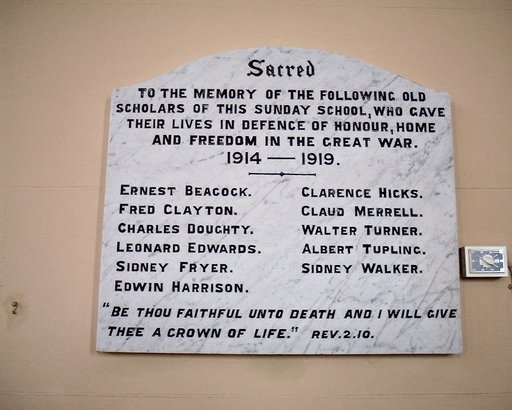 Sacred
TO THE MEMORY OF THE FOLLOWING OLD
SCHOLARS OF THIS SUNDAY SCHOOL, WHO GAVE
THEIR LIVES IN DEFENCE OF HONOUR, HOME
AND FREEDOM IN THE GREAT WAR.
1914 — 1919.
ERNEST BEACOCK. CLARENCE HICKS.
FRED CLAYTON. CLAUD MERRELL.
CHARLES DOUGHTY. WALTER TURNER.
LEONARD EDWARDS. ALBERT TUPLING.
SIDNEY FRYER. SIDNEY WALKER.
EDWIN HARRISON.
"BE THOU FAITHFUL UNTO DEATH AND I WILL GIVE
THEE A CROWN OF LIFE." REV. 2. 10.